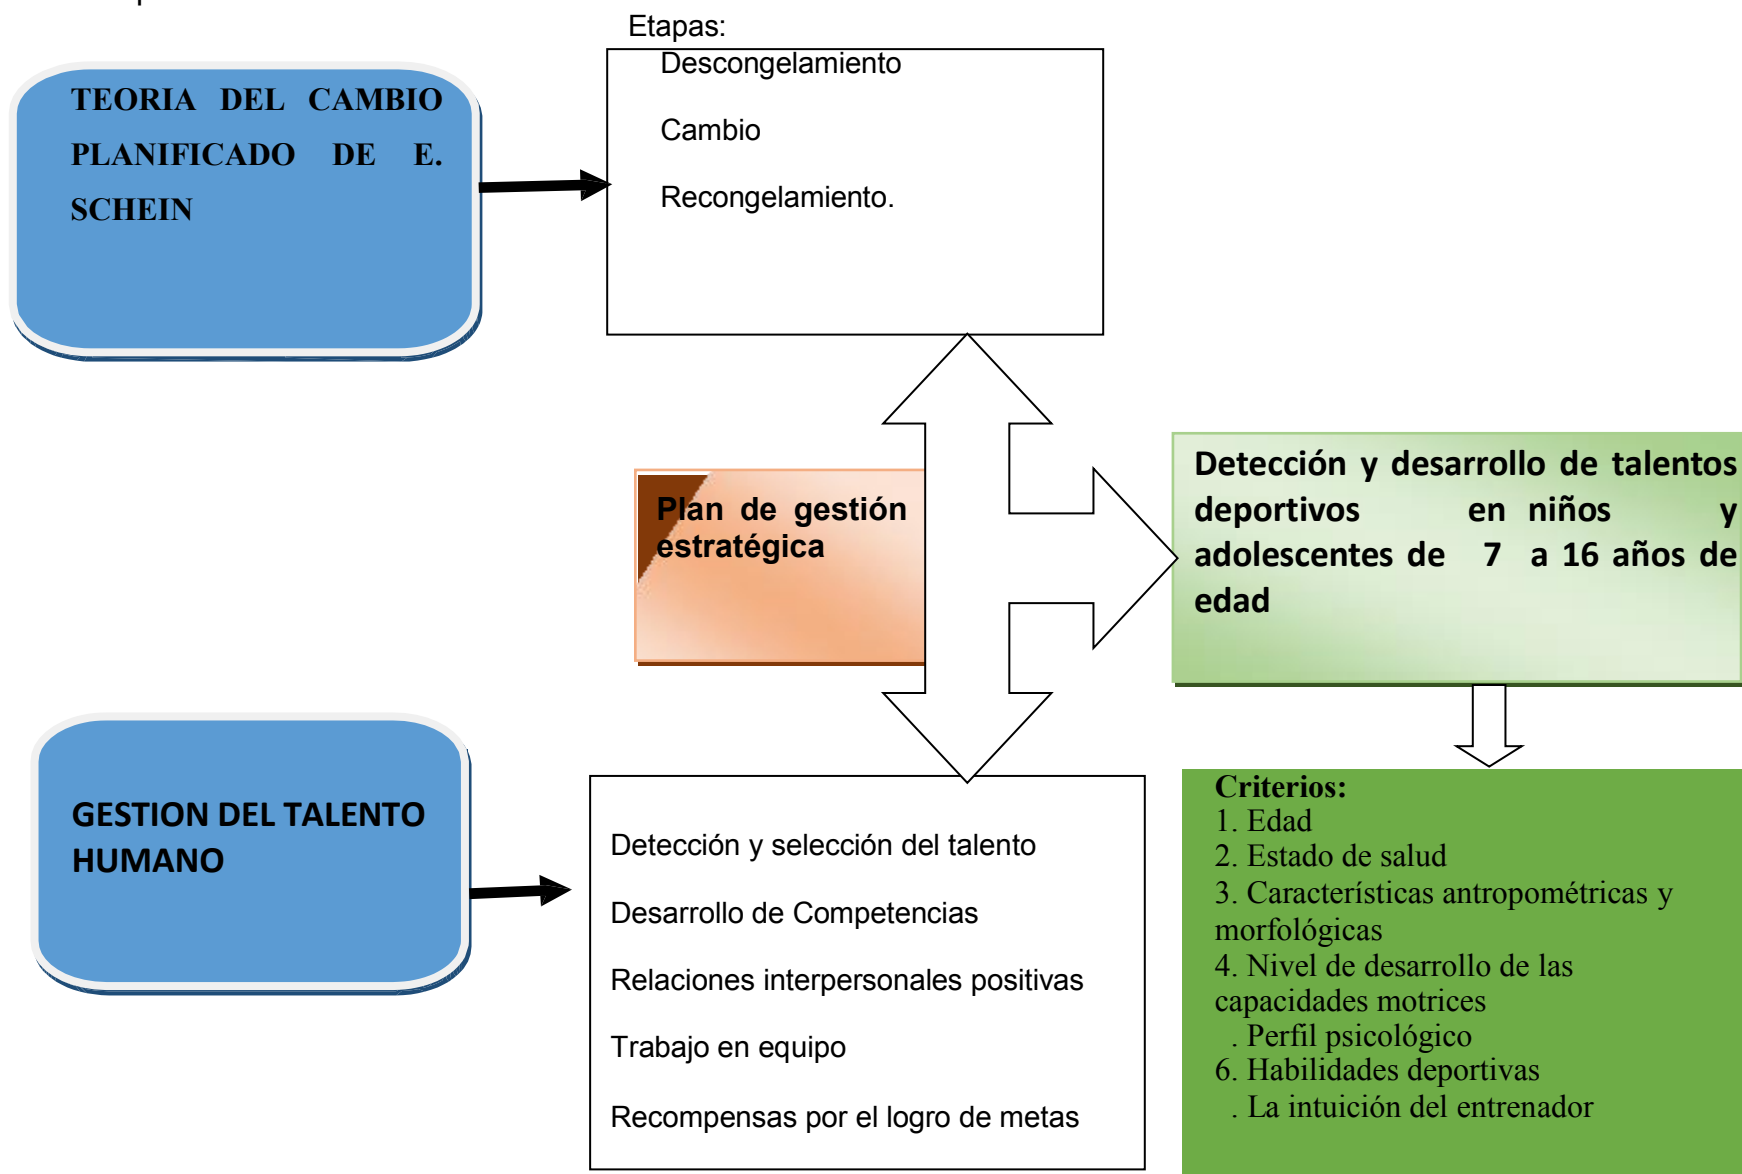 Etapas:
Descongelamiento
Cambio
Recongelamiento.
TEORIA DEL CAMBIO
PLANIFICADO DE E.
SCHEIN
Plan de gestión
estratégica
Detección y desarrollo de talentos
deportivos en niños y
adolescentes de 7 a 16 años de
edad
GESTION DEL TALENTO
HUMANO
Detección y selección del talento
Desarrollo de Competencias
Relaciones interpersonales positivas
Trabajo en equipo
Recompensas por el logro de metas
Criterios:
1. Edad
2. Estado de salud
3. Característícas antropométricas y
morfológicas
4. Nivel de desarrollo de las
capacidades motrices
. Perfil psicológico
6. Habilidades deportivas
. La intuición del entrenador